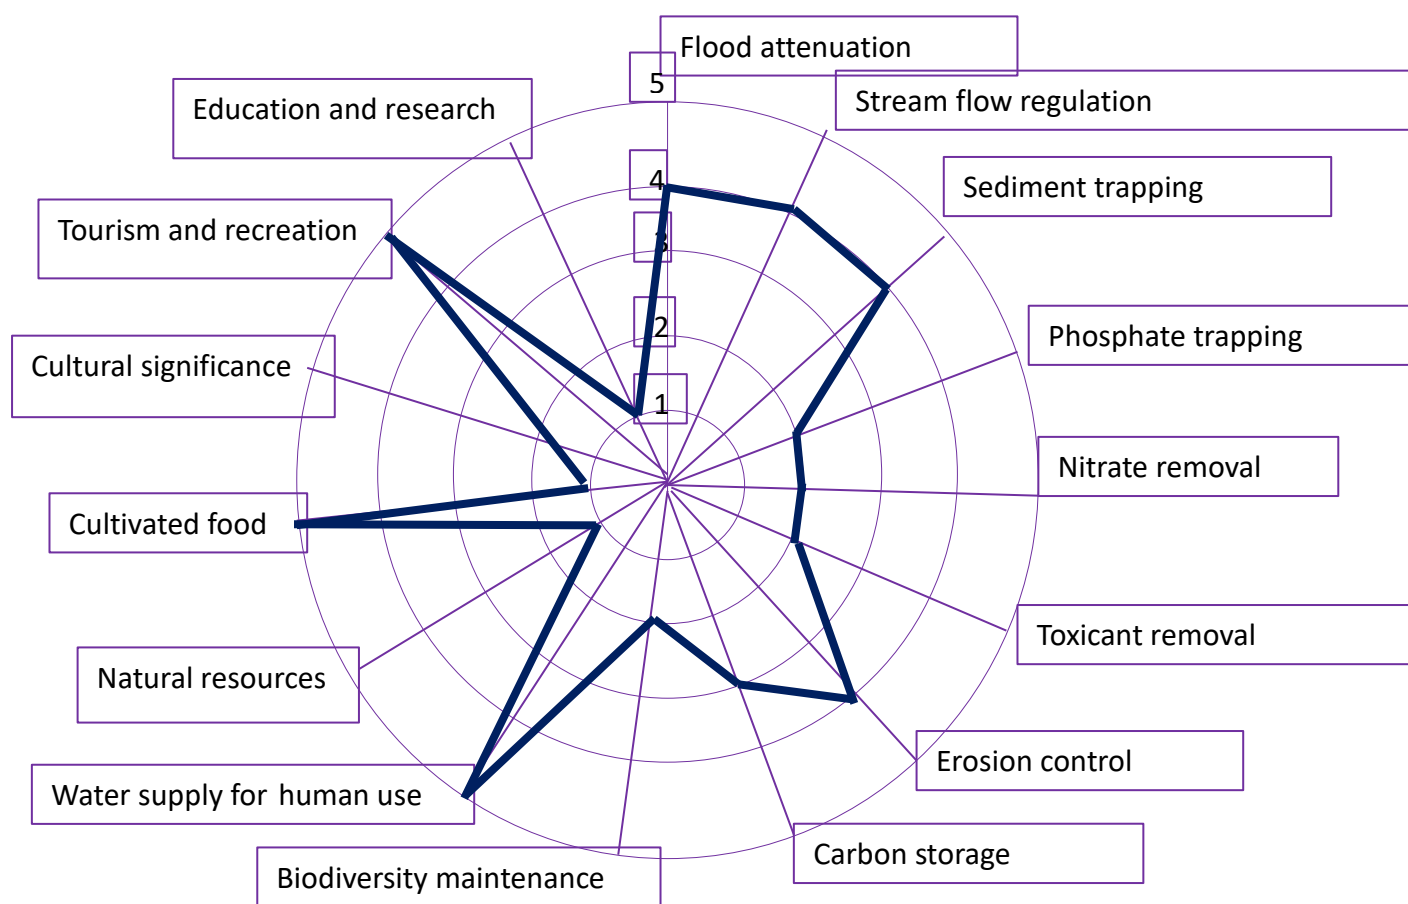 Flood attenuation
5
Stream flow regulation
Education and research
4
Sediment trapping
Tourism and recreation
3
2
Phosphate trapping
Cultural significance
1
Nitrate removal
Cultivated food
Toxicant removal
Natural resources
Erosion control
Water supply for human use
Carbon storage
Biodiversity maintenance